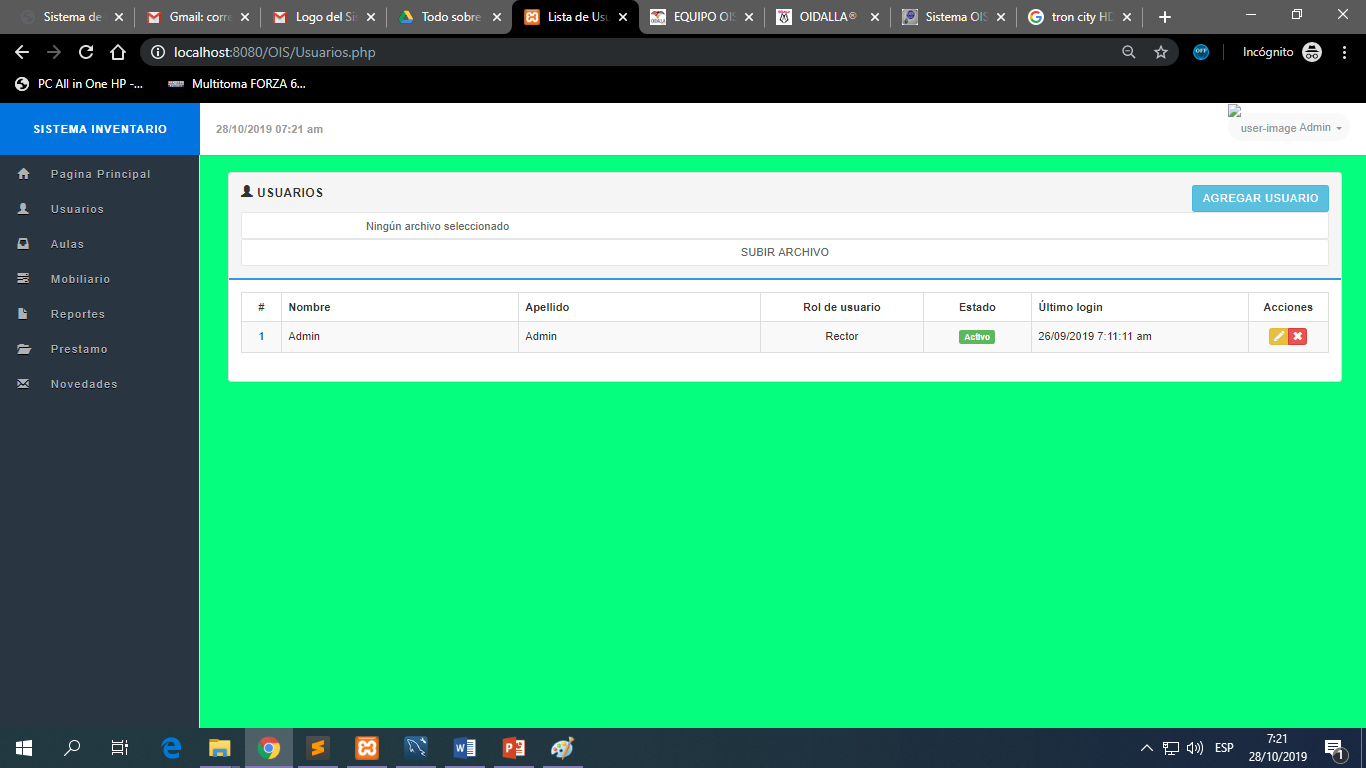 Sistema de
Gmail: corre
Logo del Sis
Todo sobre
Lista de Usu
EQUIPO OIS
OIDALLA®
Sistema OIS
tron city HD
localhost:8080/OIS/Usuarios.php
OFF
Incógnito
PC All in One HP -...
Multitoma FORZA 6...
SISTEMA INVENTARIO
28/10/2019 07:21 am
user-image Admin
Pagina Principal
Usuarios
Aulas
Mobiliario
Reportes
Prestamo
Novedades
USUARIOS
AGREGAR USUARIO
Ningún archivo seleccionado
SUBIR ARCHIVO
# Nombre Apellido Rol de usuario Estado Último login Acciones
1 Admin Admin Rector Activo 26/09/2019 7:11:11 am
ESP
7:21
28/10/2019
1